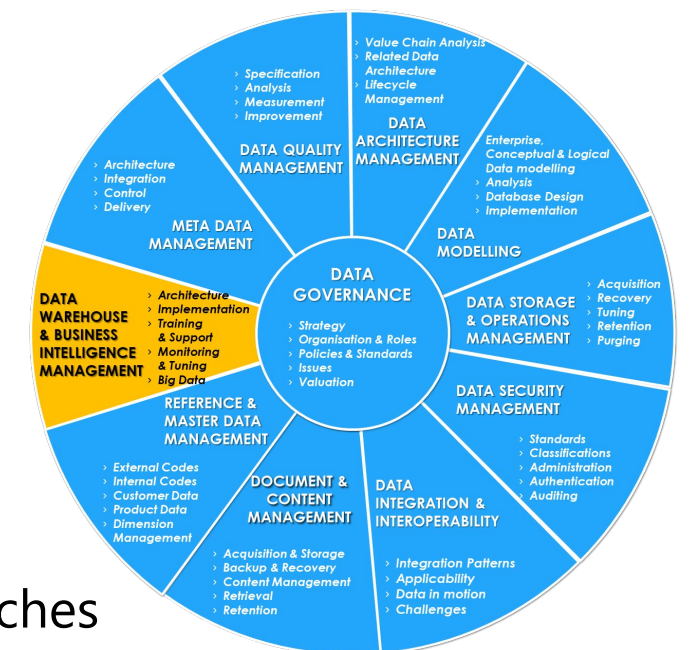 › Value Chain Analysis
› Related Data
Architecture
› Lifecycle
Management
DATA
ARCHITECTURE
MANAGEMENT
Enterprise,
Conceptual & Logical
Data modelling
› Analysis
› Database Design
› Implementation
DATA
MODELLING
DATA STORAGE
& OPERATIONS
MANAGEMENT
› Acquisition
› Recovery
› Tuning
› Retention
› Purging
DATA SECURITY
MANAGEMENT
› Standards
› Classifications
› Administration
› Authentication
› Auditing
DATA
INTEGRATION &
INTEROPERABILITY
› Integration Patterns
› Applicability
› Data in motion
› Challenges
DOCUMENT &
CONTENT
MANAGEMENT
› Acquisition & Storage
› Backup & Recovery
› Content Management
› Retrieval
› Retention
REFERENCE &
MASTER DATA
MANAGEMENT
› External Codes
› Internal Codes
› Customer Data
› Product Data
› Dimension
Management
DATA
WAREHOUSE
& BUSINESS
INTELLIGENCE
MANAGEMENT
› Architecture
› Implementation
› Training
& Support
› Monitoring
& Tuning
› Big Data
› Architecture
› Integration
› Control
› Delivery
META DATA
MANAGEMENT
› Specification
› Analysis
› Measurement
› Improvement
DATA QUALITY
MANAGEMENT
DATA
GOVERNANCE
› Strategy
› Organisation & Roles
› Policies & Standards
› Issues
› Valuation
ches